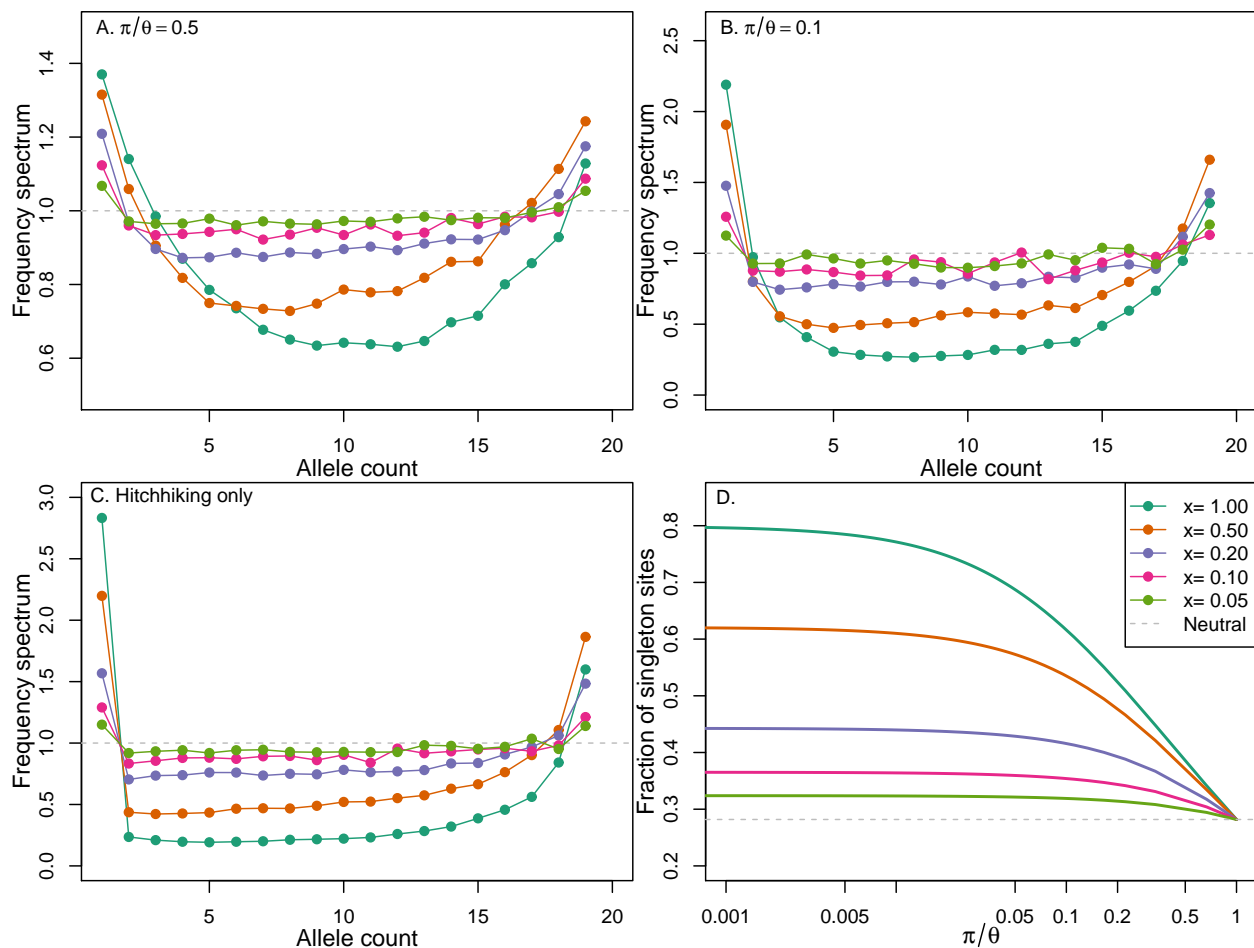 A. π/θ = 0.5
Frequency spectrum
1.4
1.2
1.0
0.8
0.6
5
10
15
20
Allele count
B. π/θ = 0.1
Frequency spectrum
2.5
2.0
1.5
1.0
0.5
0.0
5
10
15
20
Allele count
C. Hitchhiking only
Frequency spectrum
3.0
2.5
2.0
1.5
1.0
0.5
0.0
5
10
15
20
Allele count
D.
Fraction of singleton sites
0.8
0.7
0.6
0.5
0.4
0.3
0.2
x= 1.00
x= 0.50
x= 0.20
x= 0.10
x= 0.05
Neutral
0.001
0.005
0.05
0.1
0.2
0.5
1
π/θ